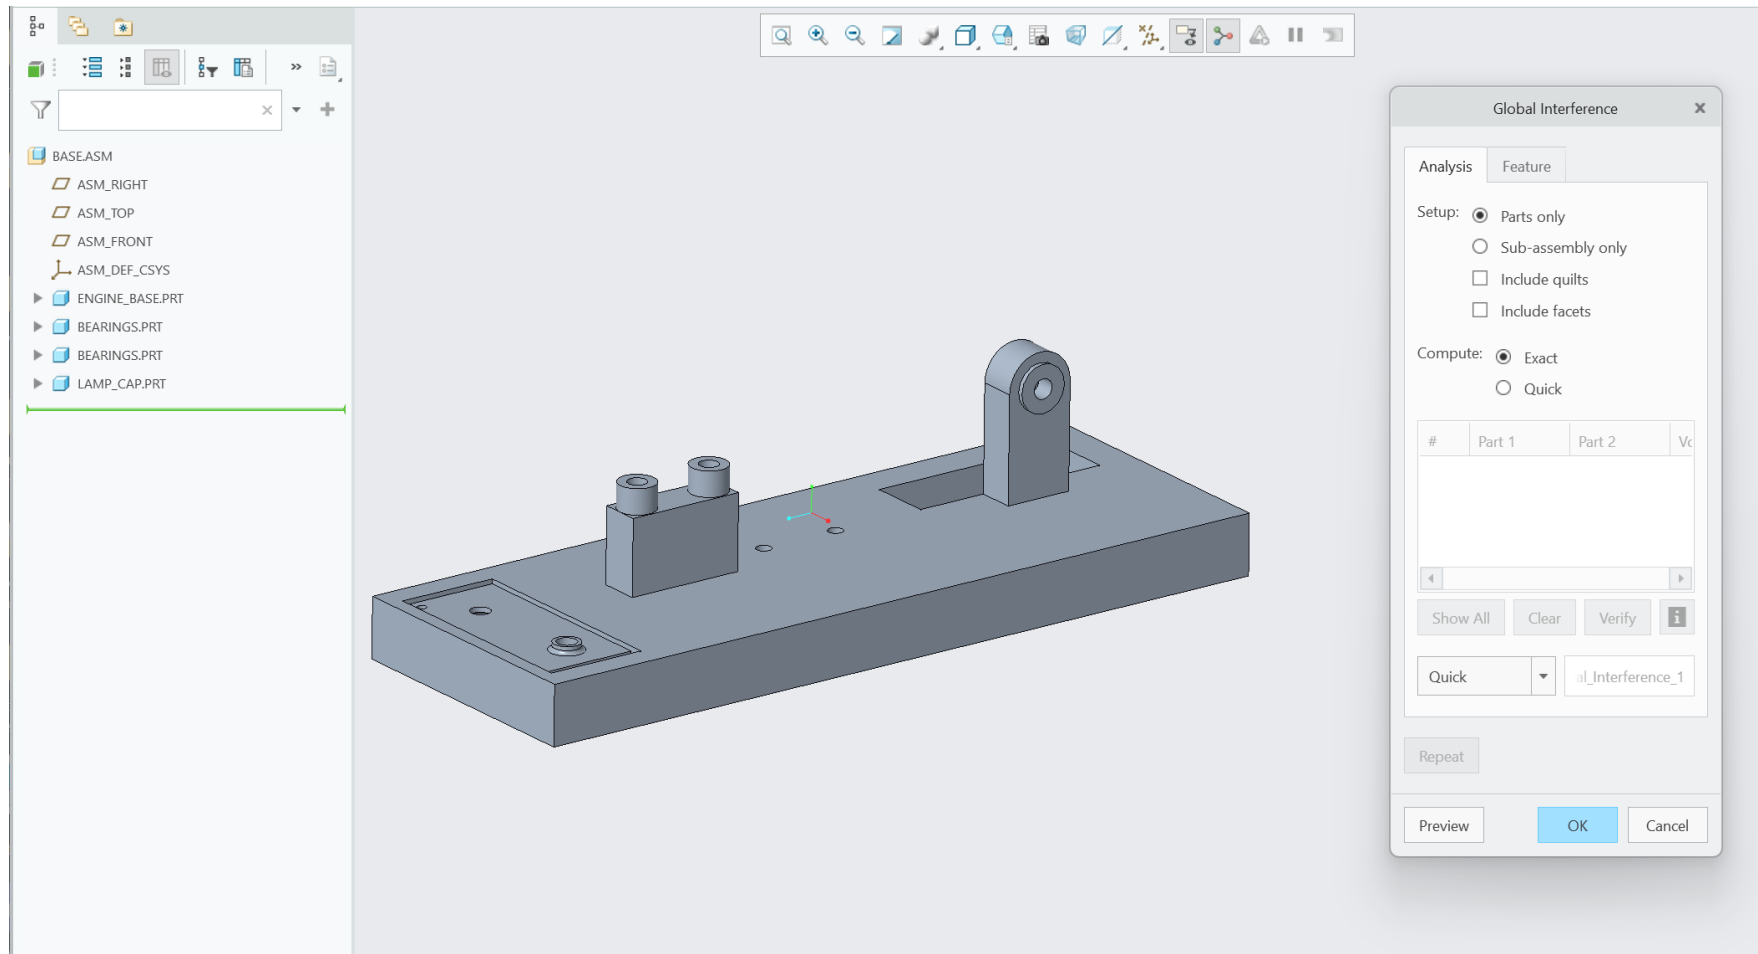 BASE.ASM
ASM_RIGHT
ASM_TOP
ASM_FRONT
ASM_DEF_CSYS
ENGINE_BASE.PRT
BEARINGS.PRT
BEARINGS.PRT
LAMP_CAP.PRT
Global Interference
Analysis Feature
Setup: Parts only
Sub-assembly only
Include quilts
Include facets
Compute: Exact
Quick
# Part 1 Part 2 Vo
Show All Clear Verify
Quick al_Interference_1
Repeat
Preview OK Cancel